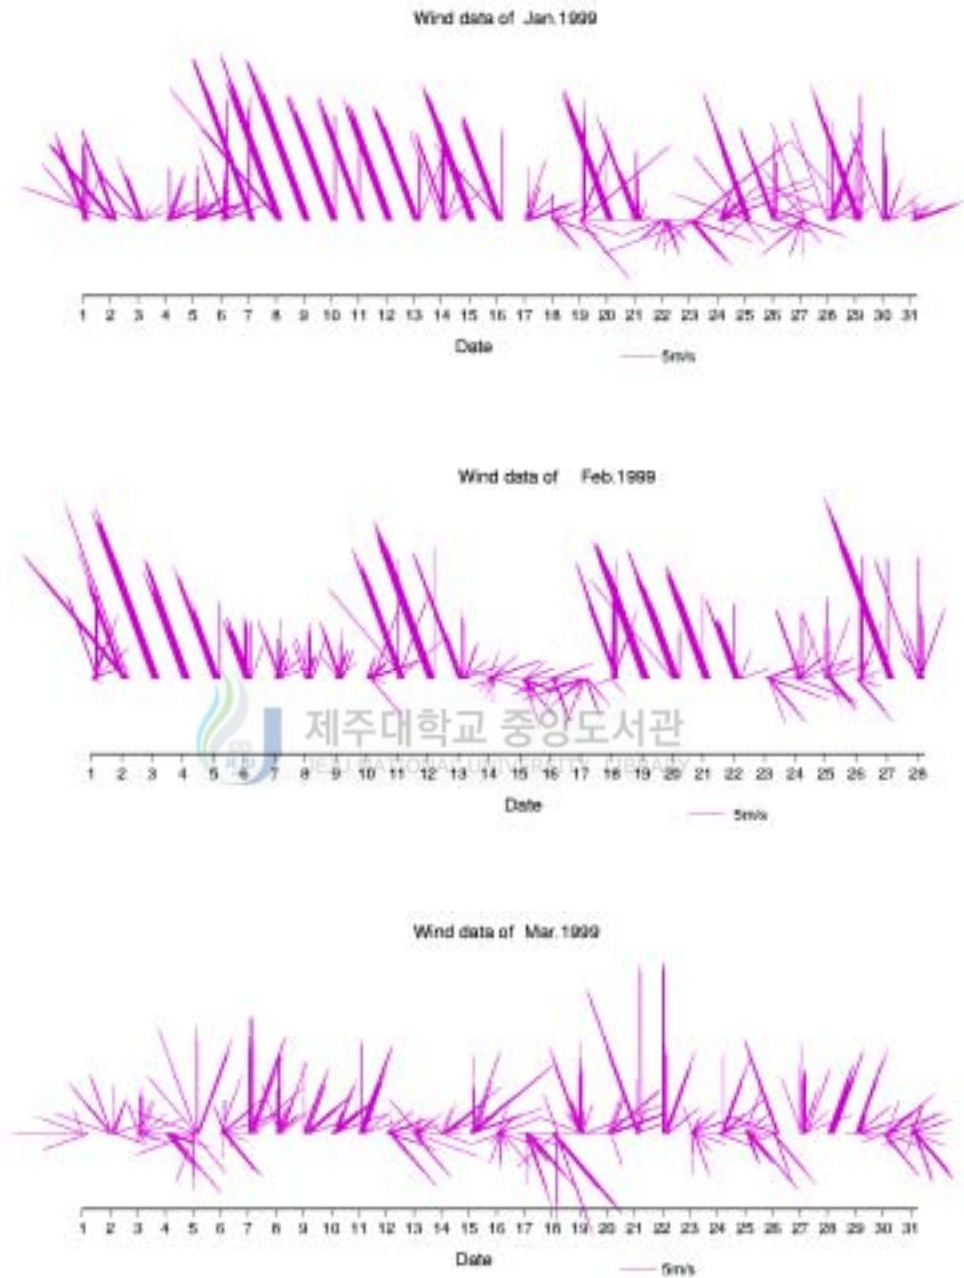 Wind data of Jan.1999
1 2 3 4 5 6 7 8 9 10 11 12 13 14 15 16 17 18 19 20 21 22 23 24 25 26 27 28 29 30 31
Date
5m/s
Wind data of Feb.1999
제주대학교 중앙도서관
JEJU NATIONAL UNIVERSITY LIBRARY
1 2 3 4 5 6 7 8 9 10 11 12 13 14 15 16 17 18 19 20 21 22 23 24 25 26 27 28
Date
5m/s
Wind data of Mar.1999
1 2 3 4 5 6 7 8 9 10 11 12 13 14 15 16 17 18 19 20 21 22 23 24 25 26 27 28 29 30 31
Date
5m/s